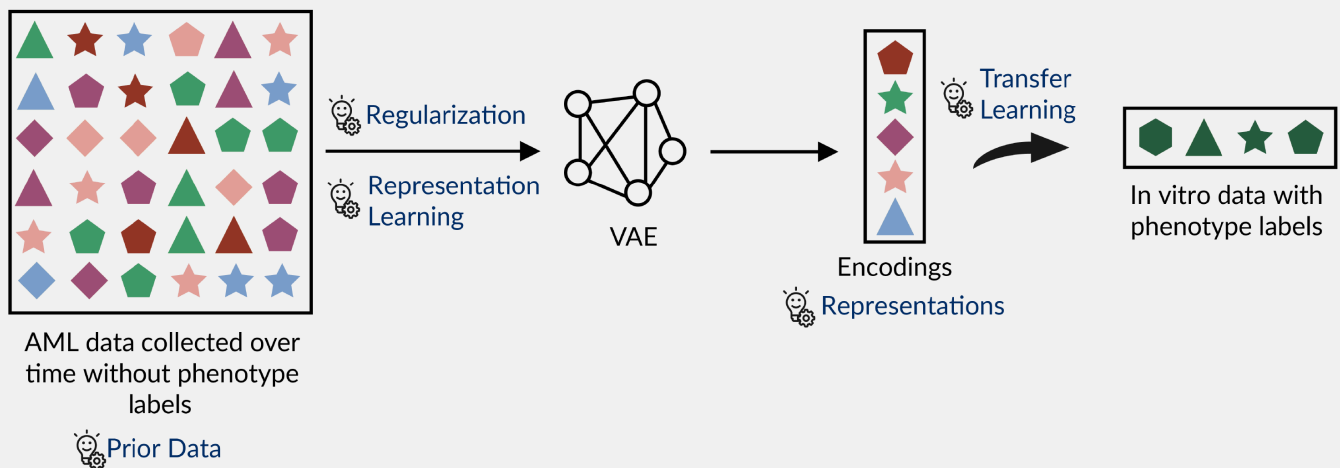 Regularization
Representation
Learning
VAE
Encodings
Representations
Transfer
Learning
In vitro data with
phenotype labels
AML data collected over
time without phenotype
labels
Prior Data